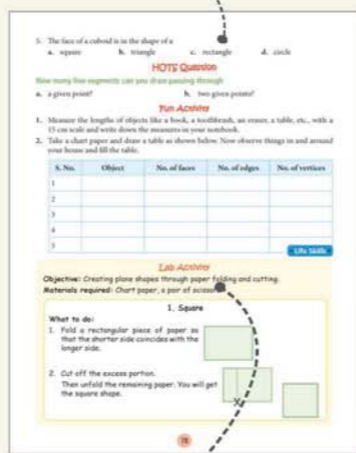 5. The face of a cuboid is in the shape of a
a. square b. triangle c. rectangle d. circle
HOTS Question
How many line segments can you draw passing through
a. a given point? b. two given points?
Fun Activity
1. Measure the lengths of objects like a book, a toothbrush, an eraser, a table, etc., with a
15 cm scale and write down the measures in your notebook.
2. Take a chart paper and draw a table as shown below. Now observe things in and around
your house and fill the table.
S. No. Object No. of faces No. of edges No. of vertices
1
2
3
4
5
Life Skills
Lab Activity
Objective: Creating plane shapes through paper folding and cutting.
Materials required: Chart paper, a pair of scissors
1. Square
What to do:
1. Fold a rectangular piece of paper so
that the shorter side coincides with the
longer side.
2. Cut off the excess portion.
Then unfold the remaining paper. You will get
the square shape.